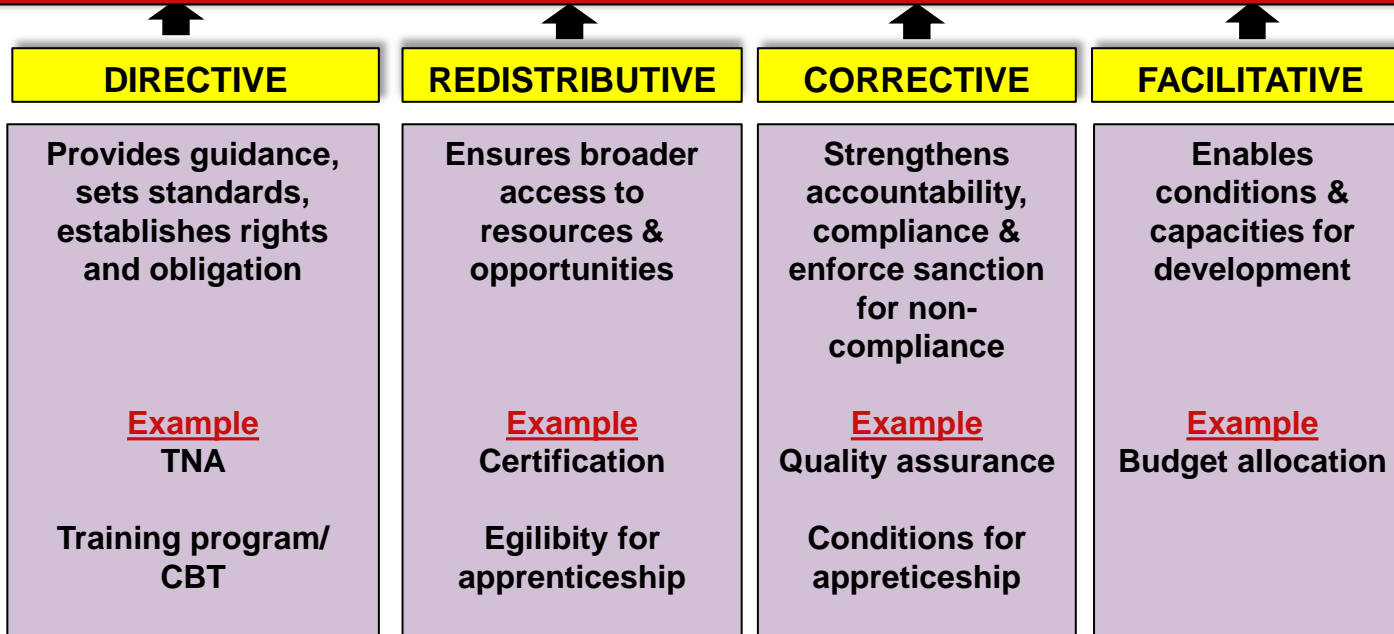 DIRECTIVE
Provides guidance,
sets standards,
establishes rights
and obligation
Example
TNA
Training program/
CBT
REDISTRIBUTIVE
Ensures broader
access to
resources &
opportunities
Example
Certification
Egilibity for
apprenticeship
CORRECTIVE
Strengthens
accountability,
compliance &
enforce sanction
for non-
compliance
Example
Quality assurance
Conditions for
appreticeship
FACILITATIVE
Enables
conditions &
capacities for
development
Example
Budget allocation